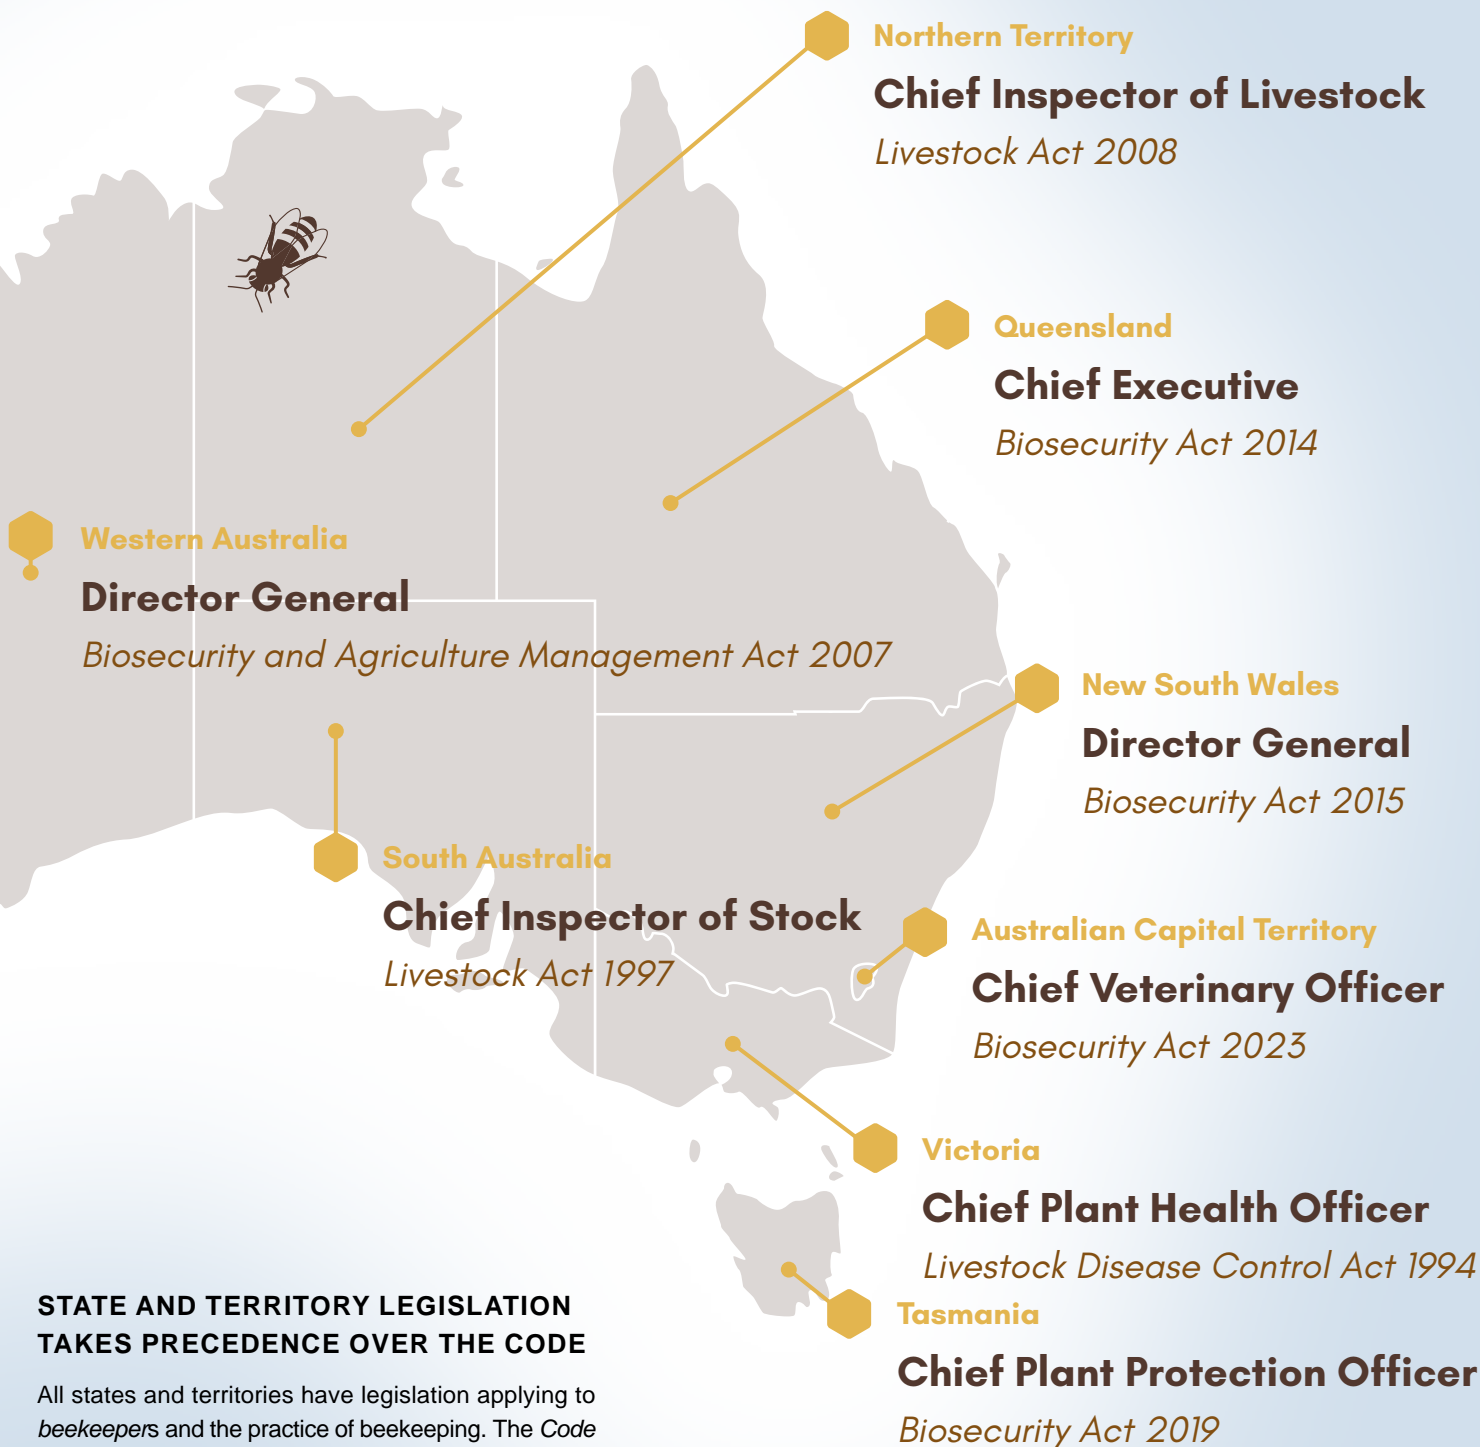 Northern Territory
Chief Inspector of Livestock
Livestock Act 2008
Queensland
Chief Executive
Biosecurity Act 2014
Western Australia
Director General
Biosecurity and Agriculture Management Act 2007
New South Wales
Director General
Biosecurity Act 2015
South Australia
Chief Inspector of Stock
Livestock Act 1997
Australian Capital Territory
Chief Veterinary Officer
Biosecurity Act 2023
Victoria
Chief Plant Health Officer
Livestock Disease Control Act 1994
Tasmania
Chief Plant Protection Officer
Biosecurity Act 2019
STATE AND TERRITORY LEGISLATION
TAKES PRECEDENCE OVER THE CODE
All states and territories have legislation applying to
beekeepers and the practice of beekeeping. The Code